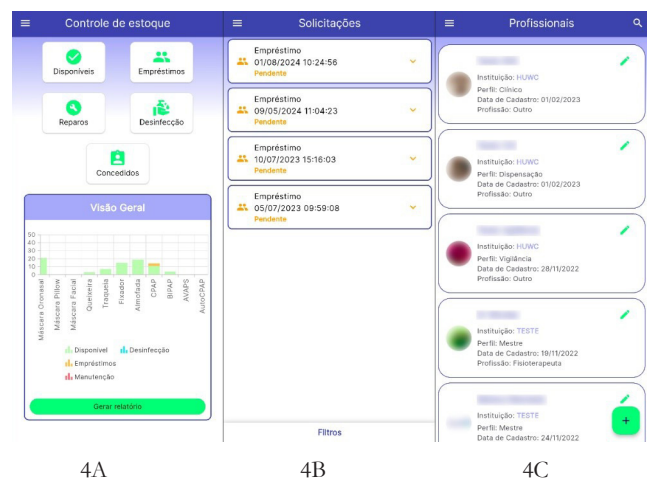 Controle de estoque
Disponíveis
Empréstimos
Reparos
Desinfecção
Concedidos
Visão Geral
50
40
30
20
10
0
Máscara Oronasal
Máscara Pillow
Máscara Facial
Queixeira
Traqueia
Fixador
Almofada
CPAP
BIPAP
AVAPS
AutoCPAP
Disponível
Desinfecção
Empréstimos
Manutenção
Gerar relatório
4A
Solicitações
Empréstimo
01/08/2024 10:24:56
Pendente
Empréstimo
09/05/2024 11:04:23
Pendente
Empréstimo
10/07/2023 15:16:03
Pendente
Empréstimo
05/07/2023 09:59:08
Pendente
Filtros
4B
Profissionais
Instituição: HUWC
Perfil: Clínico
Data de Cadastro: 01/02/2023
Profissão: Outro
Instituição: HUWC
Perfil: Dispensação
Data de Cadastro: 01/02/2023
Profissão: Outro
Instituição: HUWC
Perfil: Vigilância
Data de Cadastro: 28/11/2022
Profissão: Outro
Instituição: TESTE
Perfil: Mestre
Data de Cadastro: 19/11/2022
Profissão: Fisioterapeuta
Instituição: TESTE
Perfil: Mestre
Data de Cadastro: 24/11/2022
+
4C